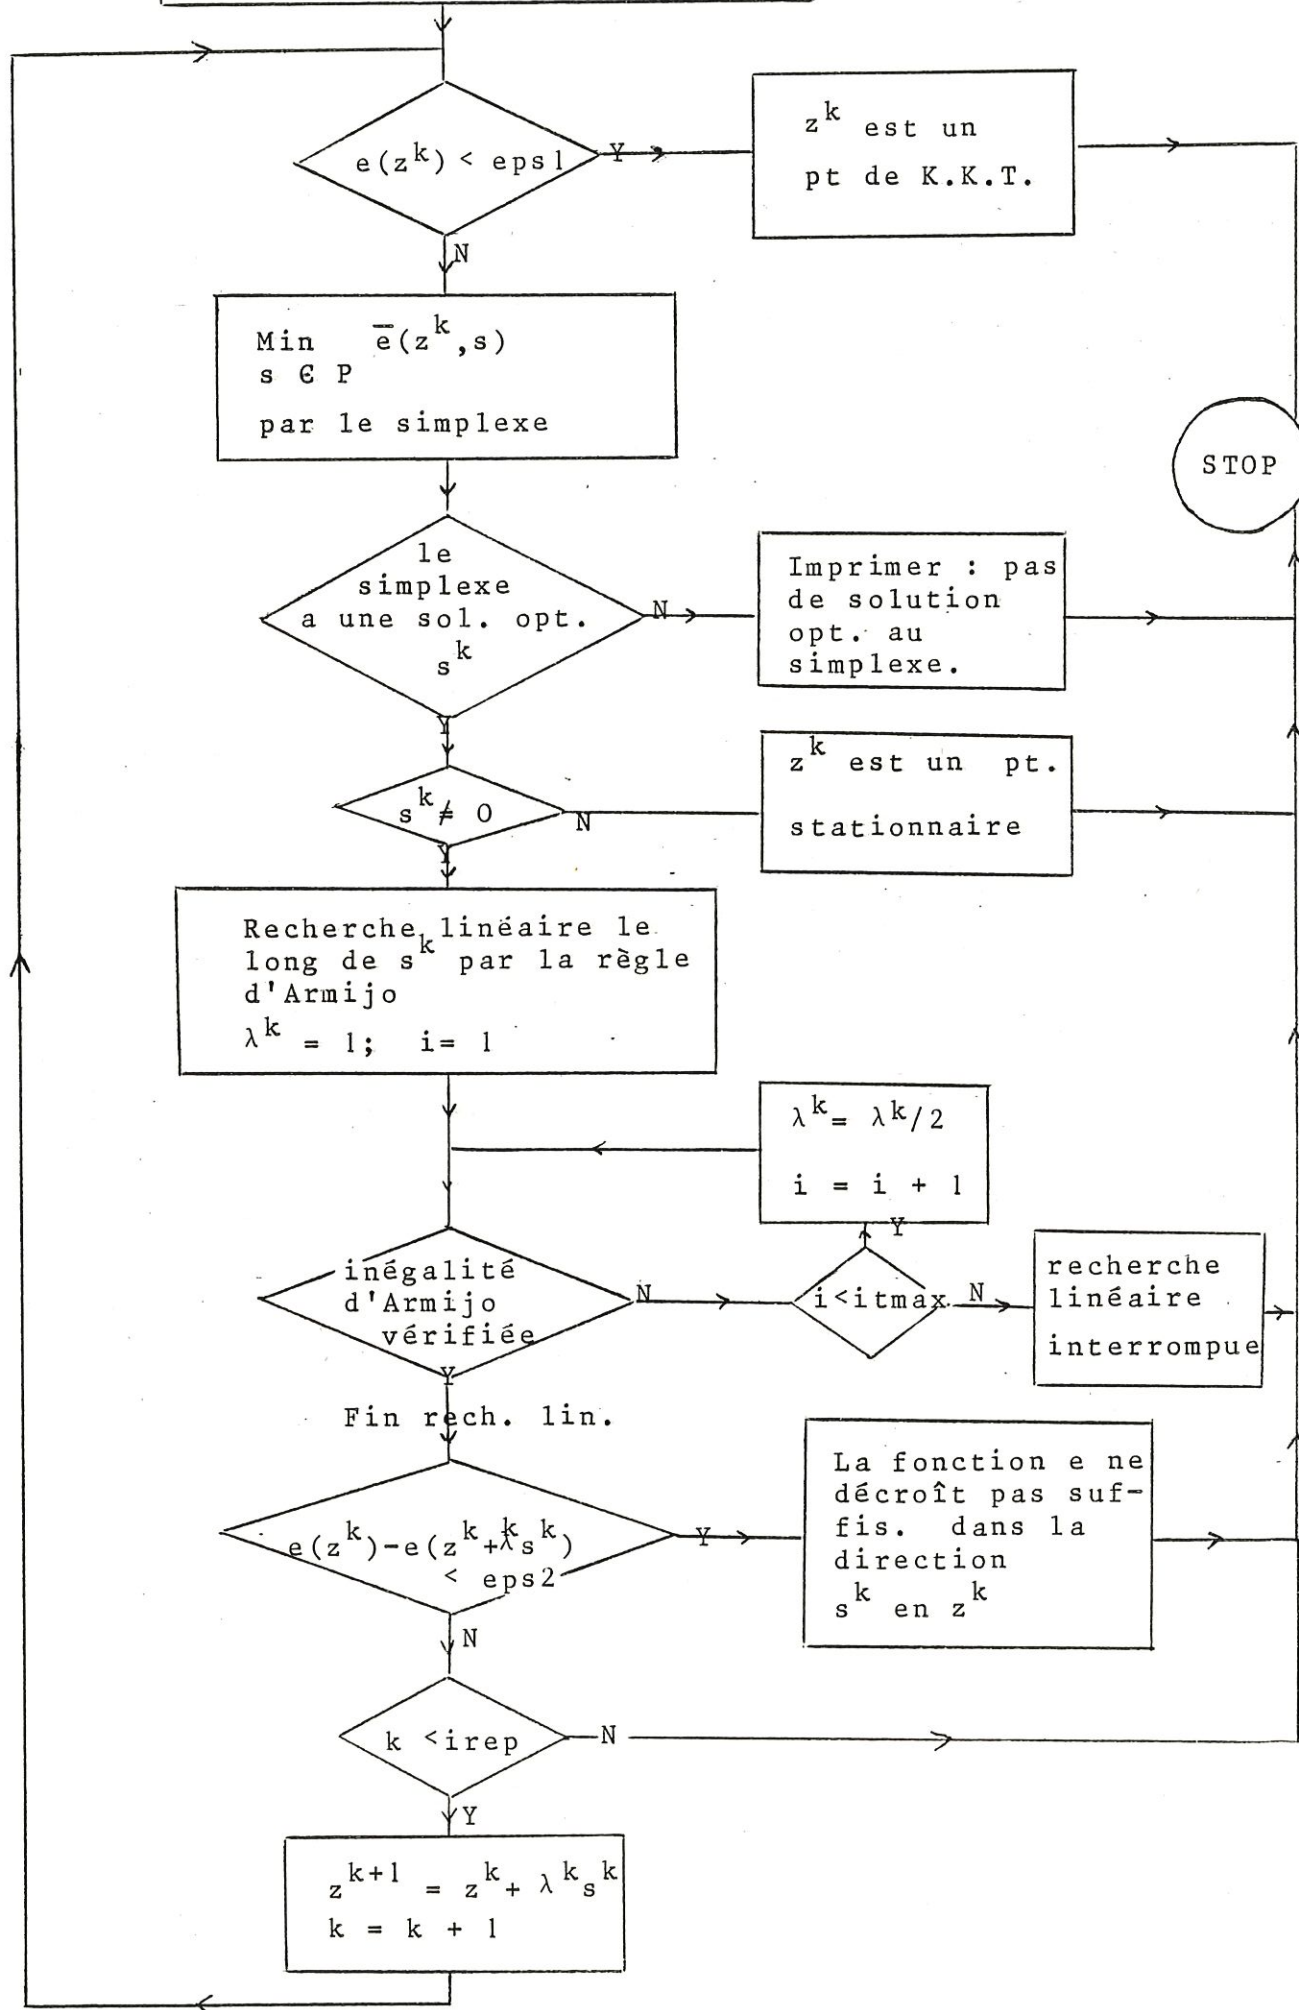 e(z^k) < eps1
Y
z^k est un
pt de K.K.T.
N
Min ē(z^k,s)
s ∈ P
par le simplexe
STOP
le
simplexe
a une sol. opt.
s^k
N
Imprimer : pas
de solution
opt. au
simplexe.
Y
s^k ≠ 0
N
z^k est un pt.
stationnaire
Y
Recherche linéaire le
long de s^k par la règle
d'Armijo
λ^k = 1; i= 1
λ^k = λ^k/2
i = i + 1
Y
inégalité
d'Armijo
vérifiée
N
i<itmax
N
recherche
linéaire
interrompue
Y
Fin rech. lin.
e(z^k)-e(z^k+λ^k s^k)
< eps2
Y
La fonction e ne
décroît pas suf-
fis. dans la
direction
s^k en z^k
N
k <irep
N
Y
z^k+1 = z^k + λ^k s^k
k = k + 1